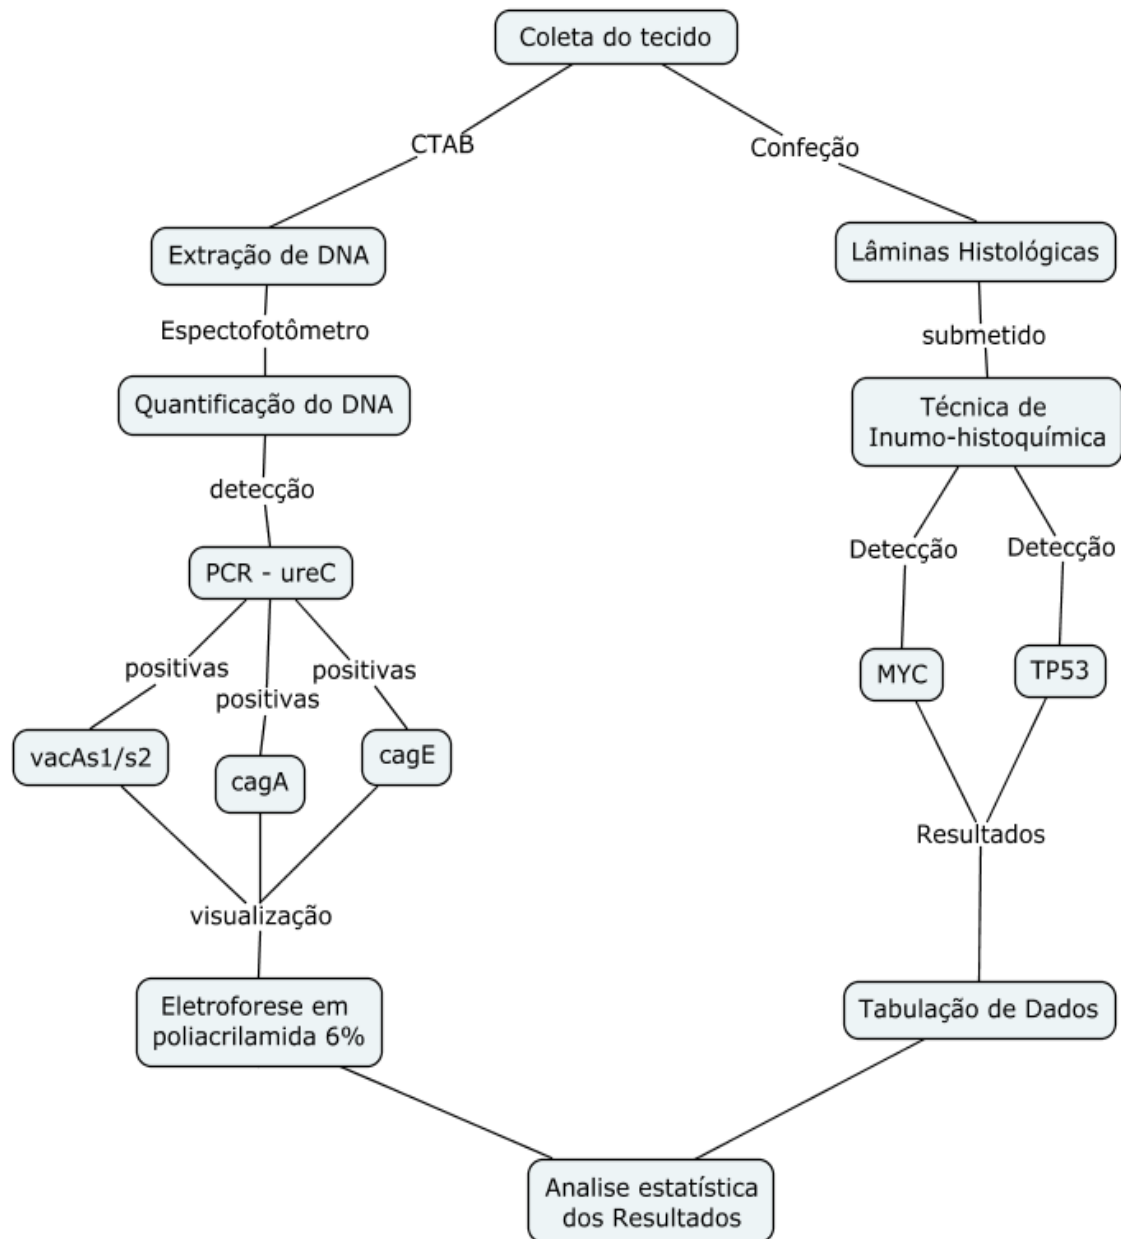 Coleta do tecido
CTAB
Confeção
Extração de DNA
Lâminas Histológicas
Espectofotômetro
submetido
Quantificação do DNA
Técnica de
Inumo-histoquímica
detecção
Detecção
Detecção
PCR - ureC
positivas
positivas
positivas
MYC
TP53
vacAs1/s2
cagA
cagE
Resultados
visualização
Eletroforese em
poliacrilamida 6%
Tabulação de Dados
Analise estatística
dos Resultados